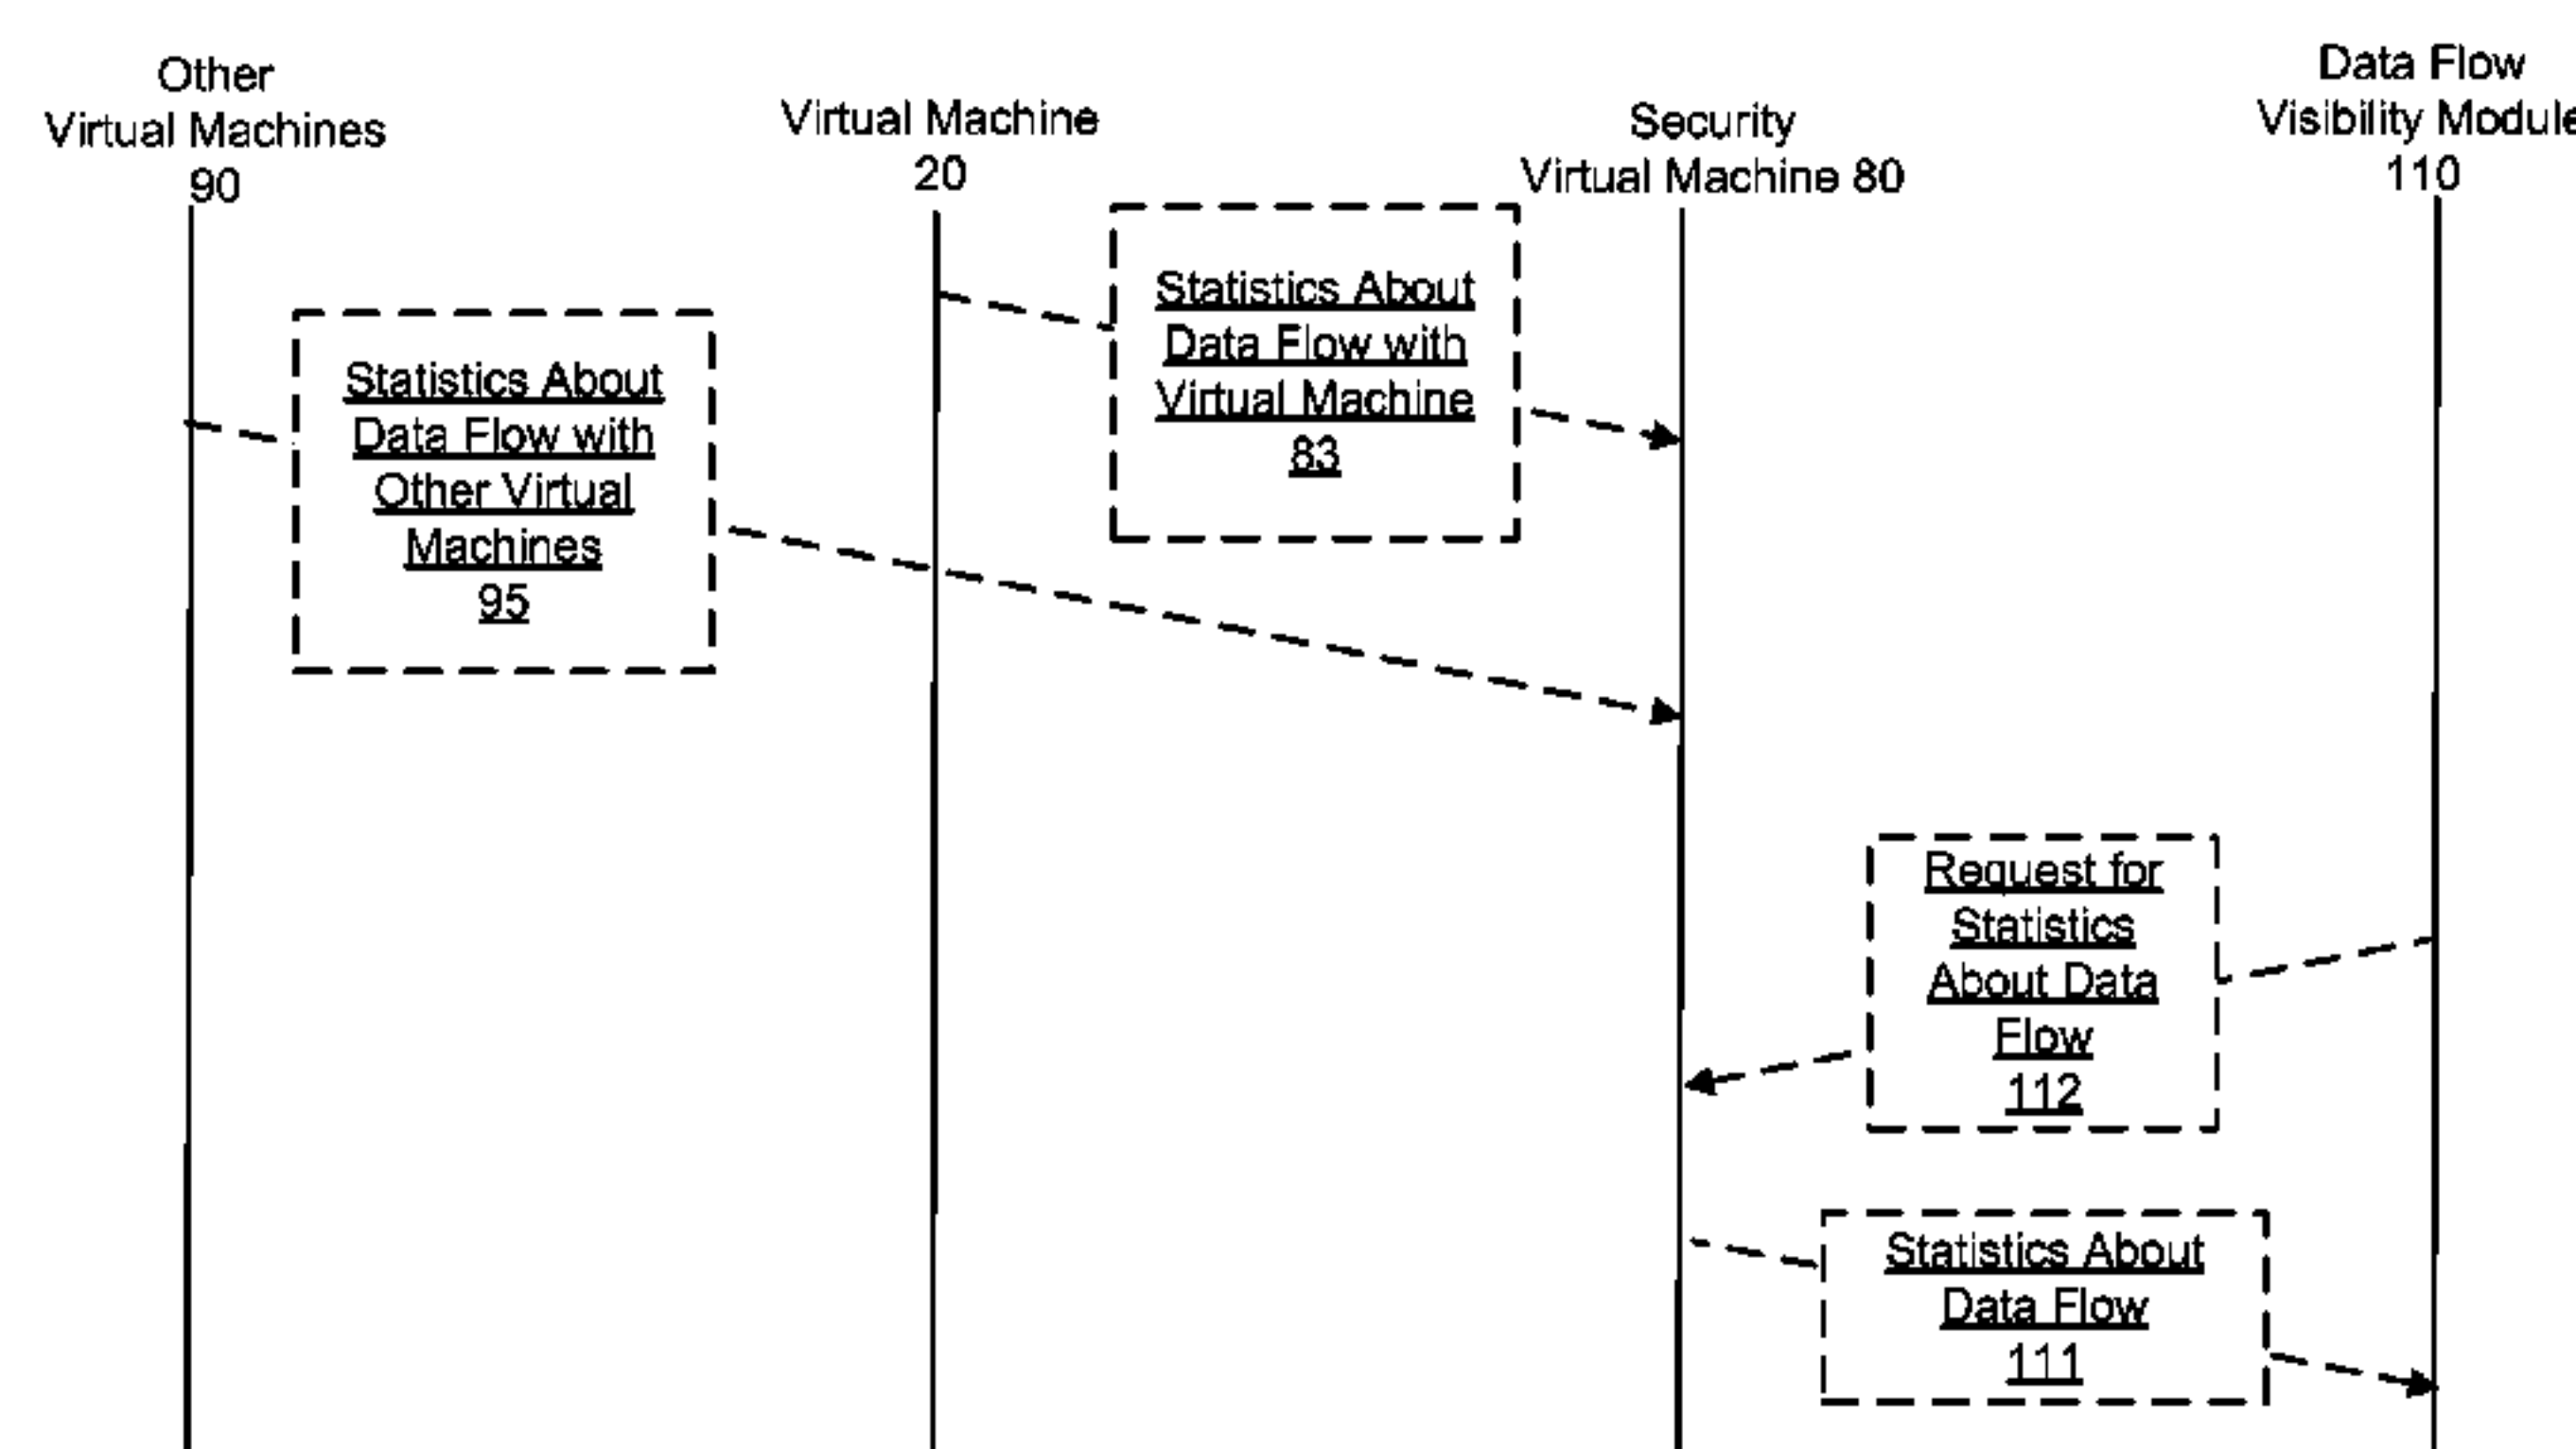 Other
Virtual Machines
90
Virtual Machine
20
Security
Virtual Machine 80
Data Flow
Visibility Module
110
Statistics About
Data Flow with
Virtual Machine
83
Statistics About
Data Flow with
Other Virtual
Machines
95
Request for
Statistics
About Data
Flow
112
Statistics About
Data Flow
111